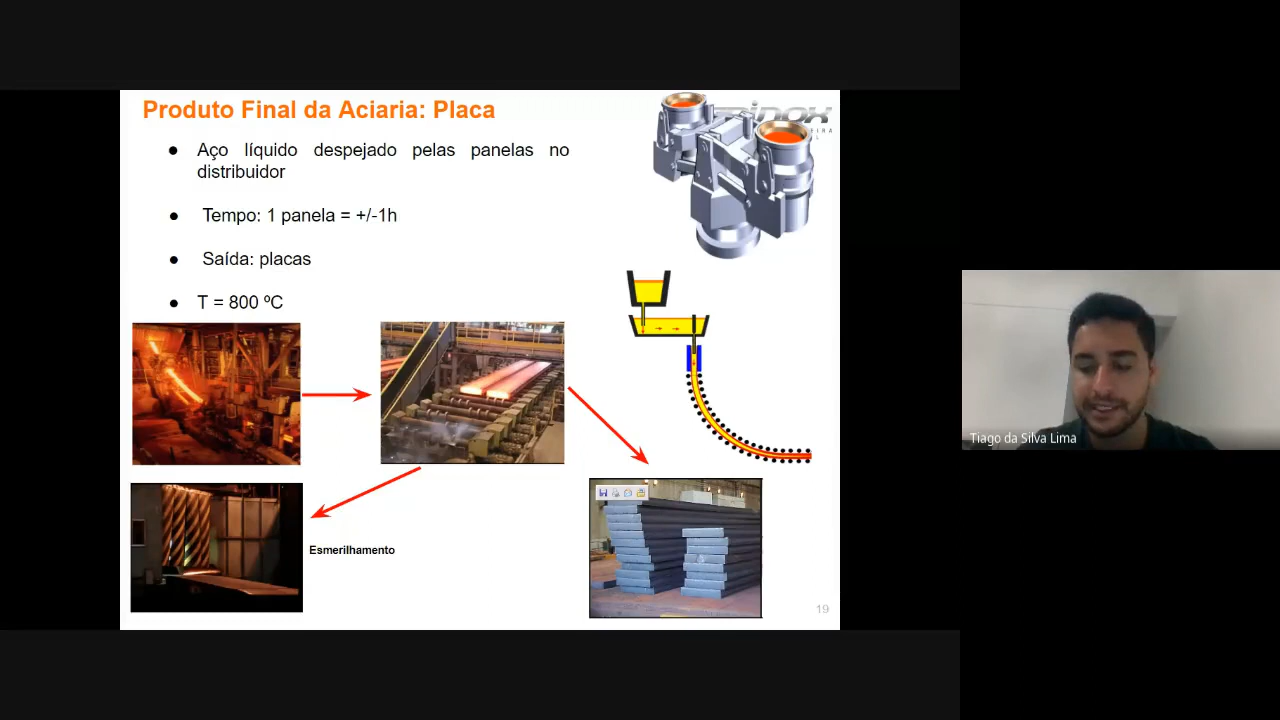 Produto Final da Aciaria: Placa
● Aço líquido despejado pelas panelas no
distribuidor
● Tempo: 1 panela = +/-1h
● Saída: placas
● T = 800 ºC
Esmerilhamento
19
Tiago da Silva Lima